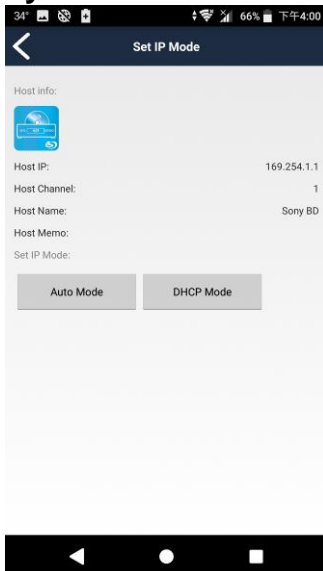 34° 66% 下午4:00
Set IP Mode
Host info:
Host IP: 169.254.1.1
Host Channel: 1
Host Name: Sony BD
Host Memo:
Set IP Mode:
Auto Mode DHCP Mode